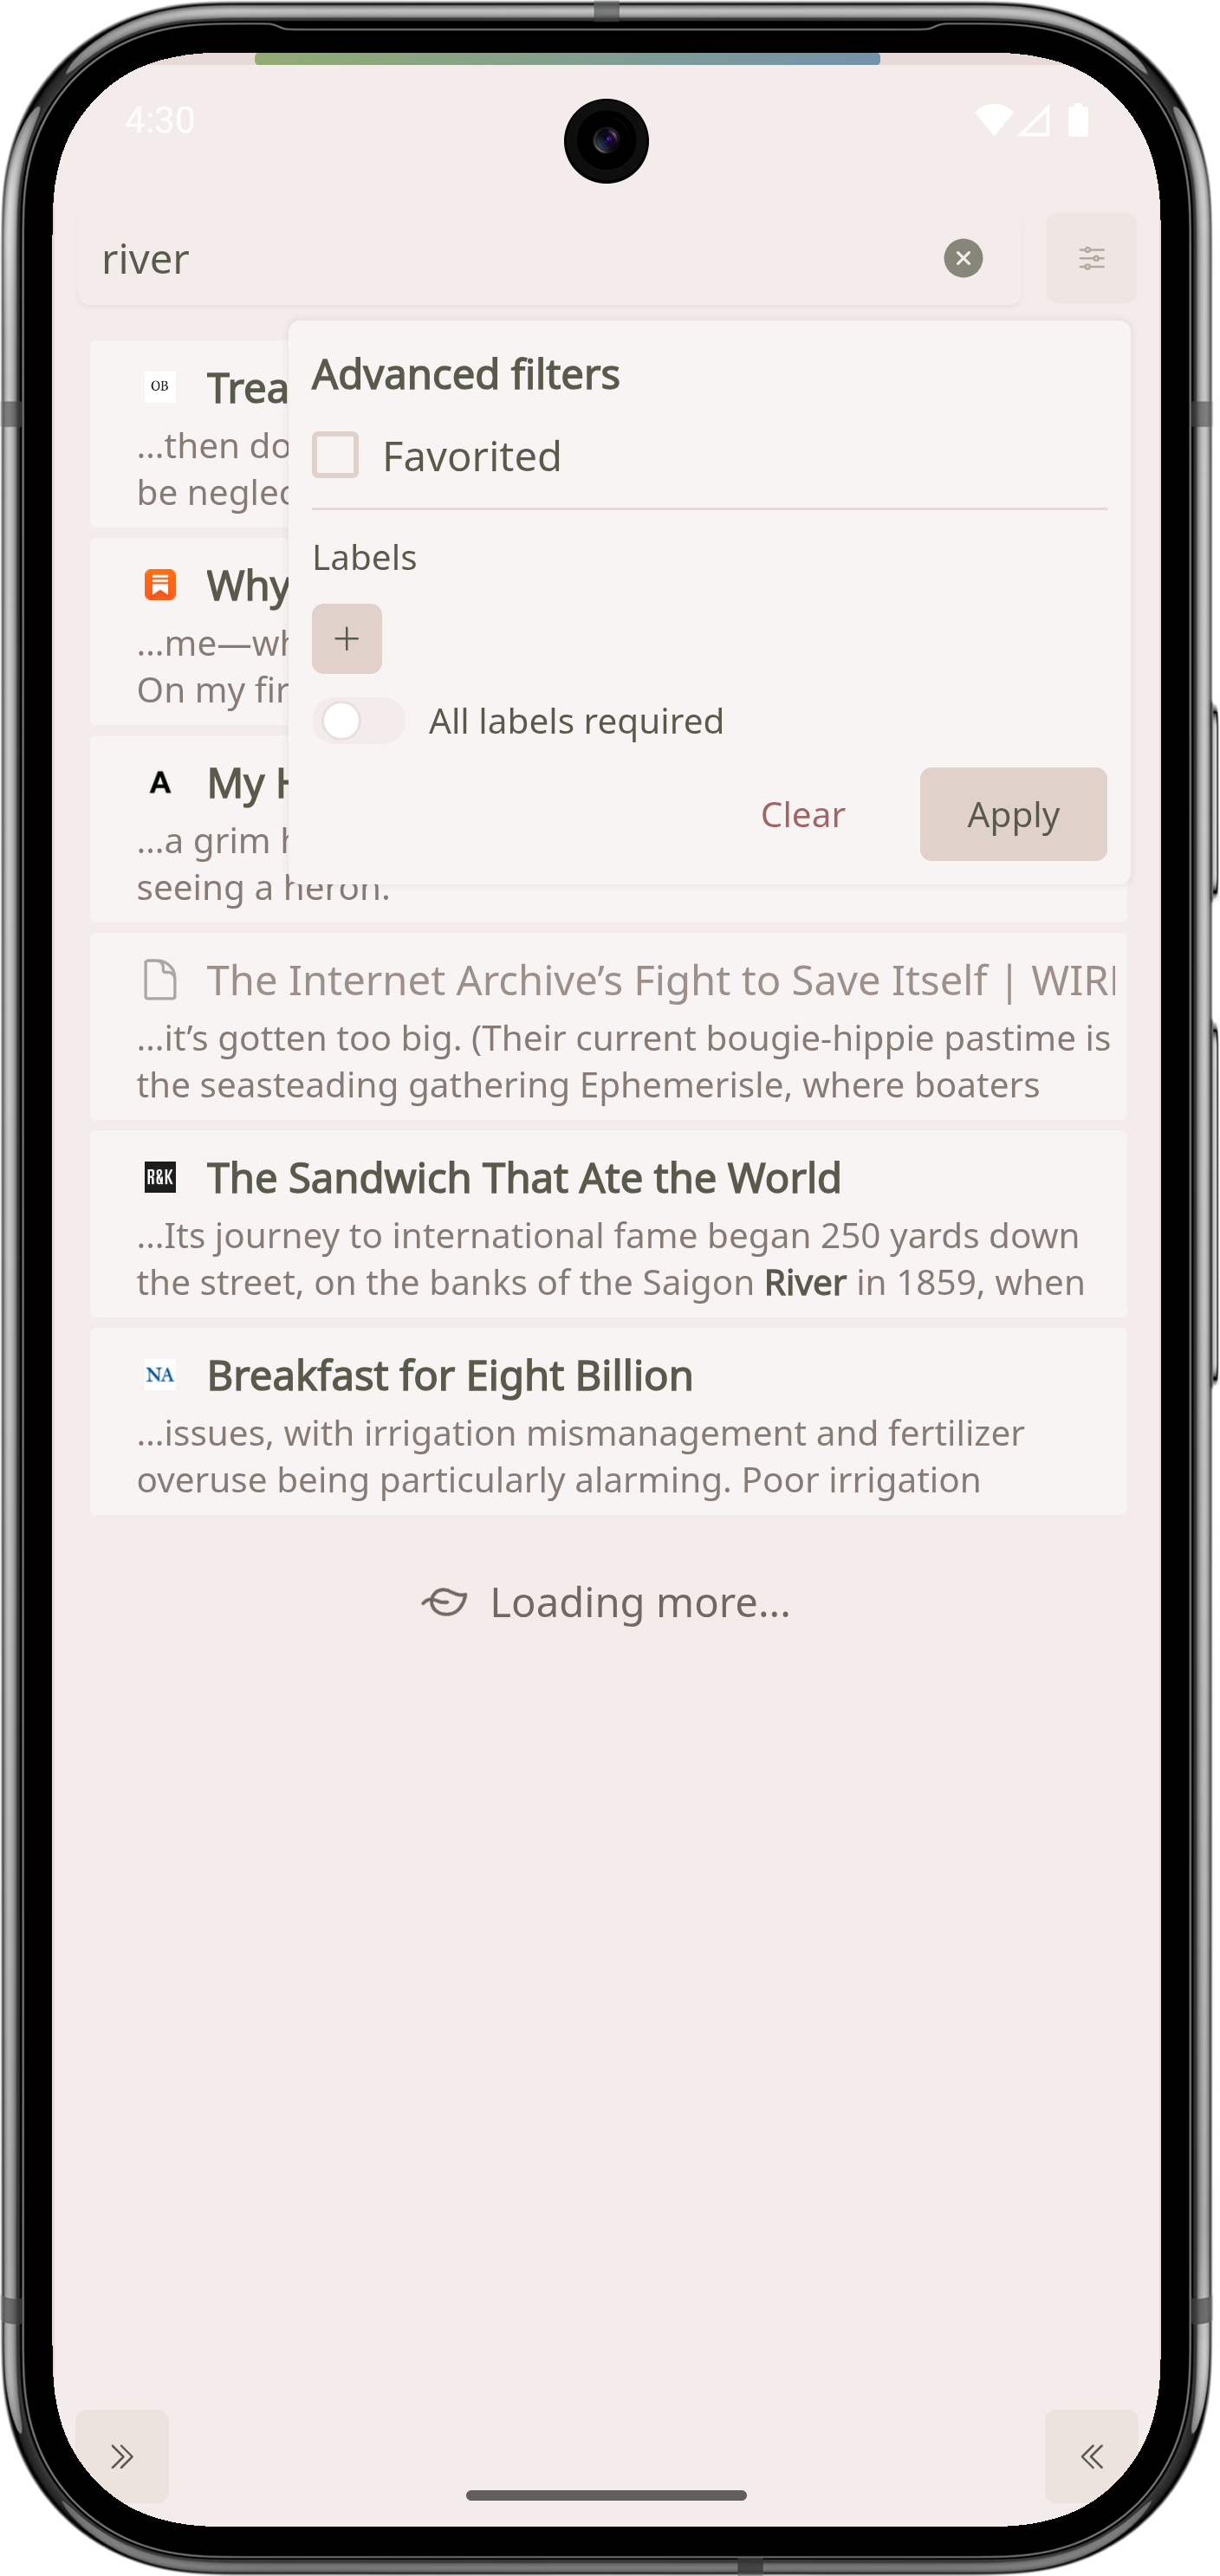 4:30
river
Advanced filters
Favorited
Labels
All labels required
Clear
Apply
OB Trea
...then do
be neglec
Why
...me—wh
On my fir
A My H
...a grim h
seeing a heron.
The Internet Archive’s Fight to Save Itself | WIRI
...it’s gotten too big. (Their current bougie-hippie pastime is
the seasteading gathering Ephemerisle, where boaters
R&K The Sandwich That Ate the World
...Its journey to international fame began 250 yards down
the street, on the banks of the Saigon River in 1859, when
NA Breakfast for Eight Billion
...issues, with irrigation mismanagement and fertilizer
overuse being particularly alarming. Poor irrigation
Loading more...